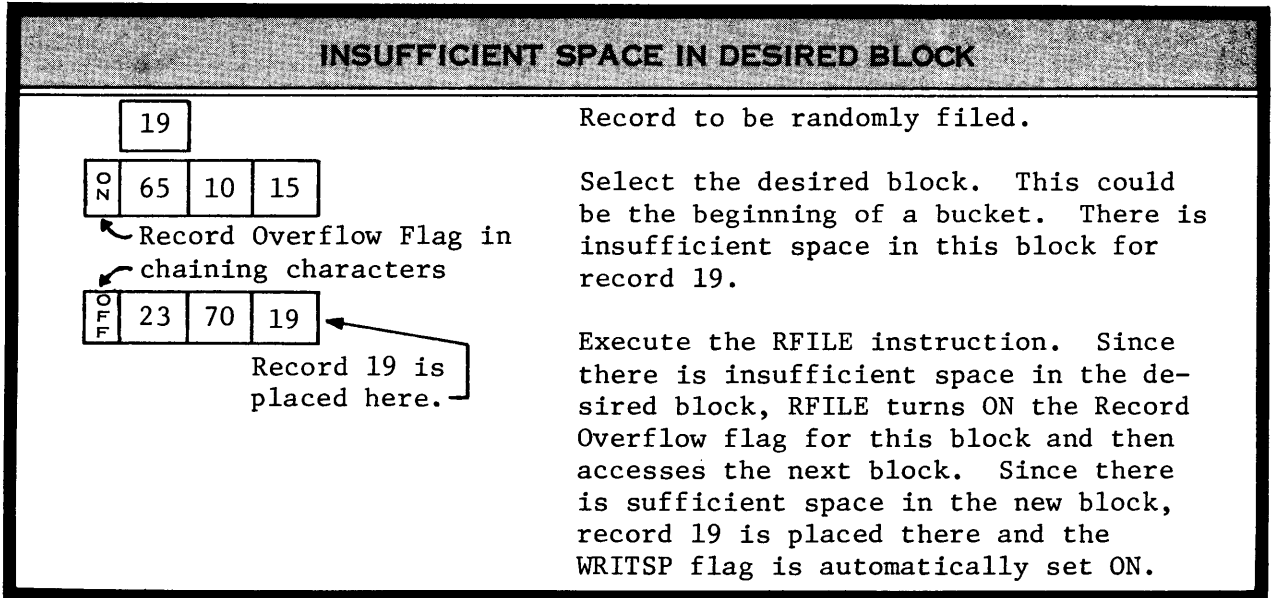 INSUFFICIENT SPACE IN DESIRED BLOCK
19
ON 65 10 15
Record Overflow Flag in
chaining characters
OFF 23 70 19
Record 19 is
placed here.
Record to be randomly filed.
Select the desired block. This could
be the beginning of a bucket. There is
insufficient space in this block for
record 19.
Execute the RFILE instruction. Since
there is insufficient space in the de-
sired block, RFILE turns ON the Record
Overflow flag for this block and then
accesses the next block. Since there
is sufficient space in the new block,
record 19 is placed there and the
WRITSP flag is automatically set ON.